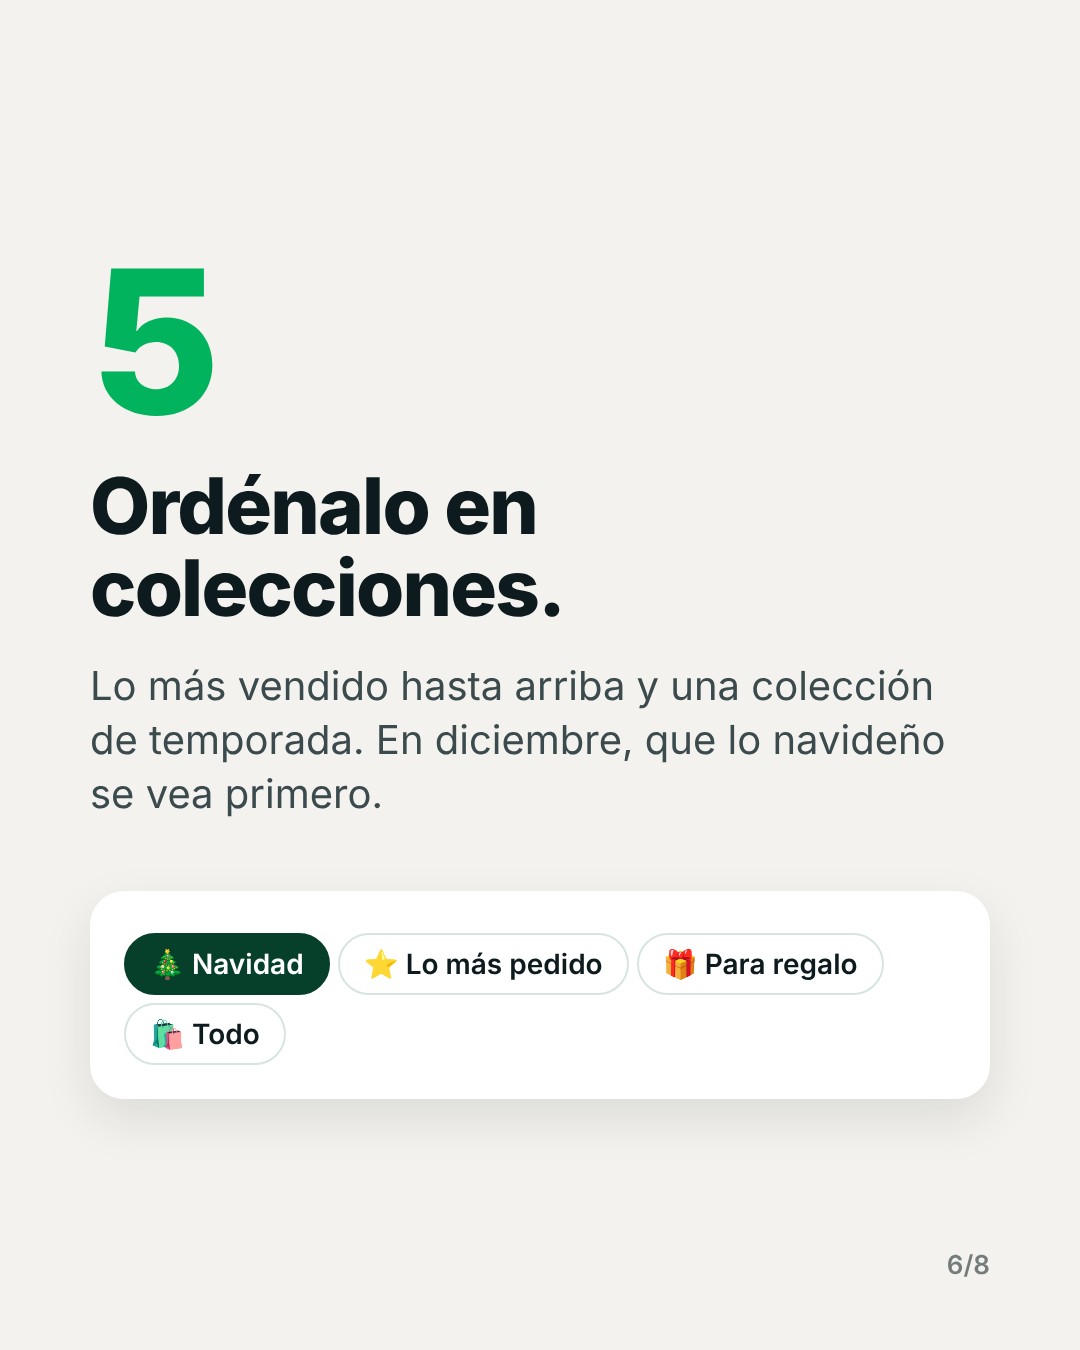 5
Ordénalo en
colecciones.
Lo más vendido hasta arriba y una colección
de temporada. En diciembre, que lo navideño
se vea primero.
🎄 Navidad ⭐ Lo más pedido 🎁 Para regalo
🛍️ Todo
6/8